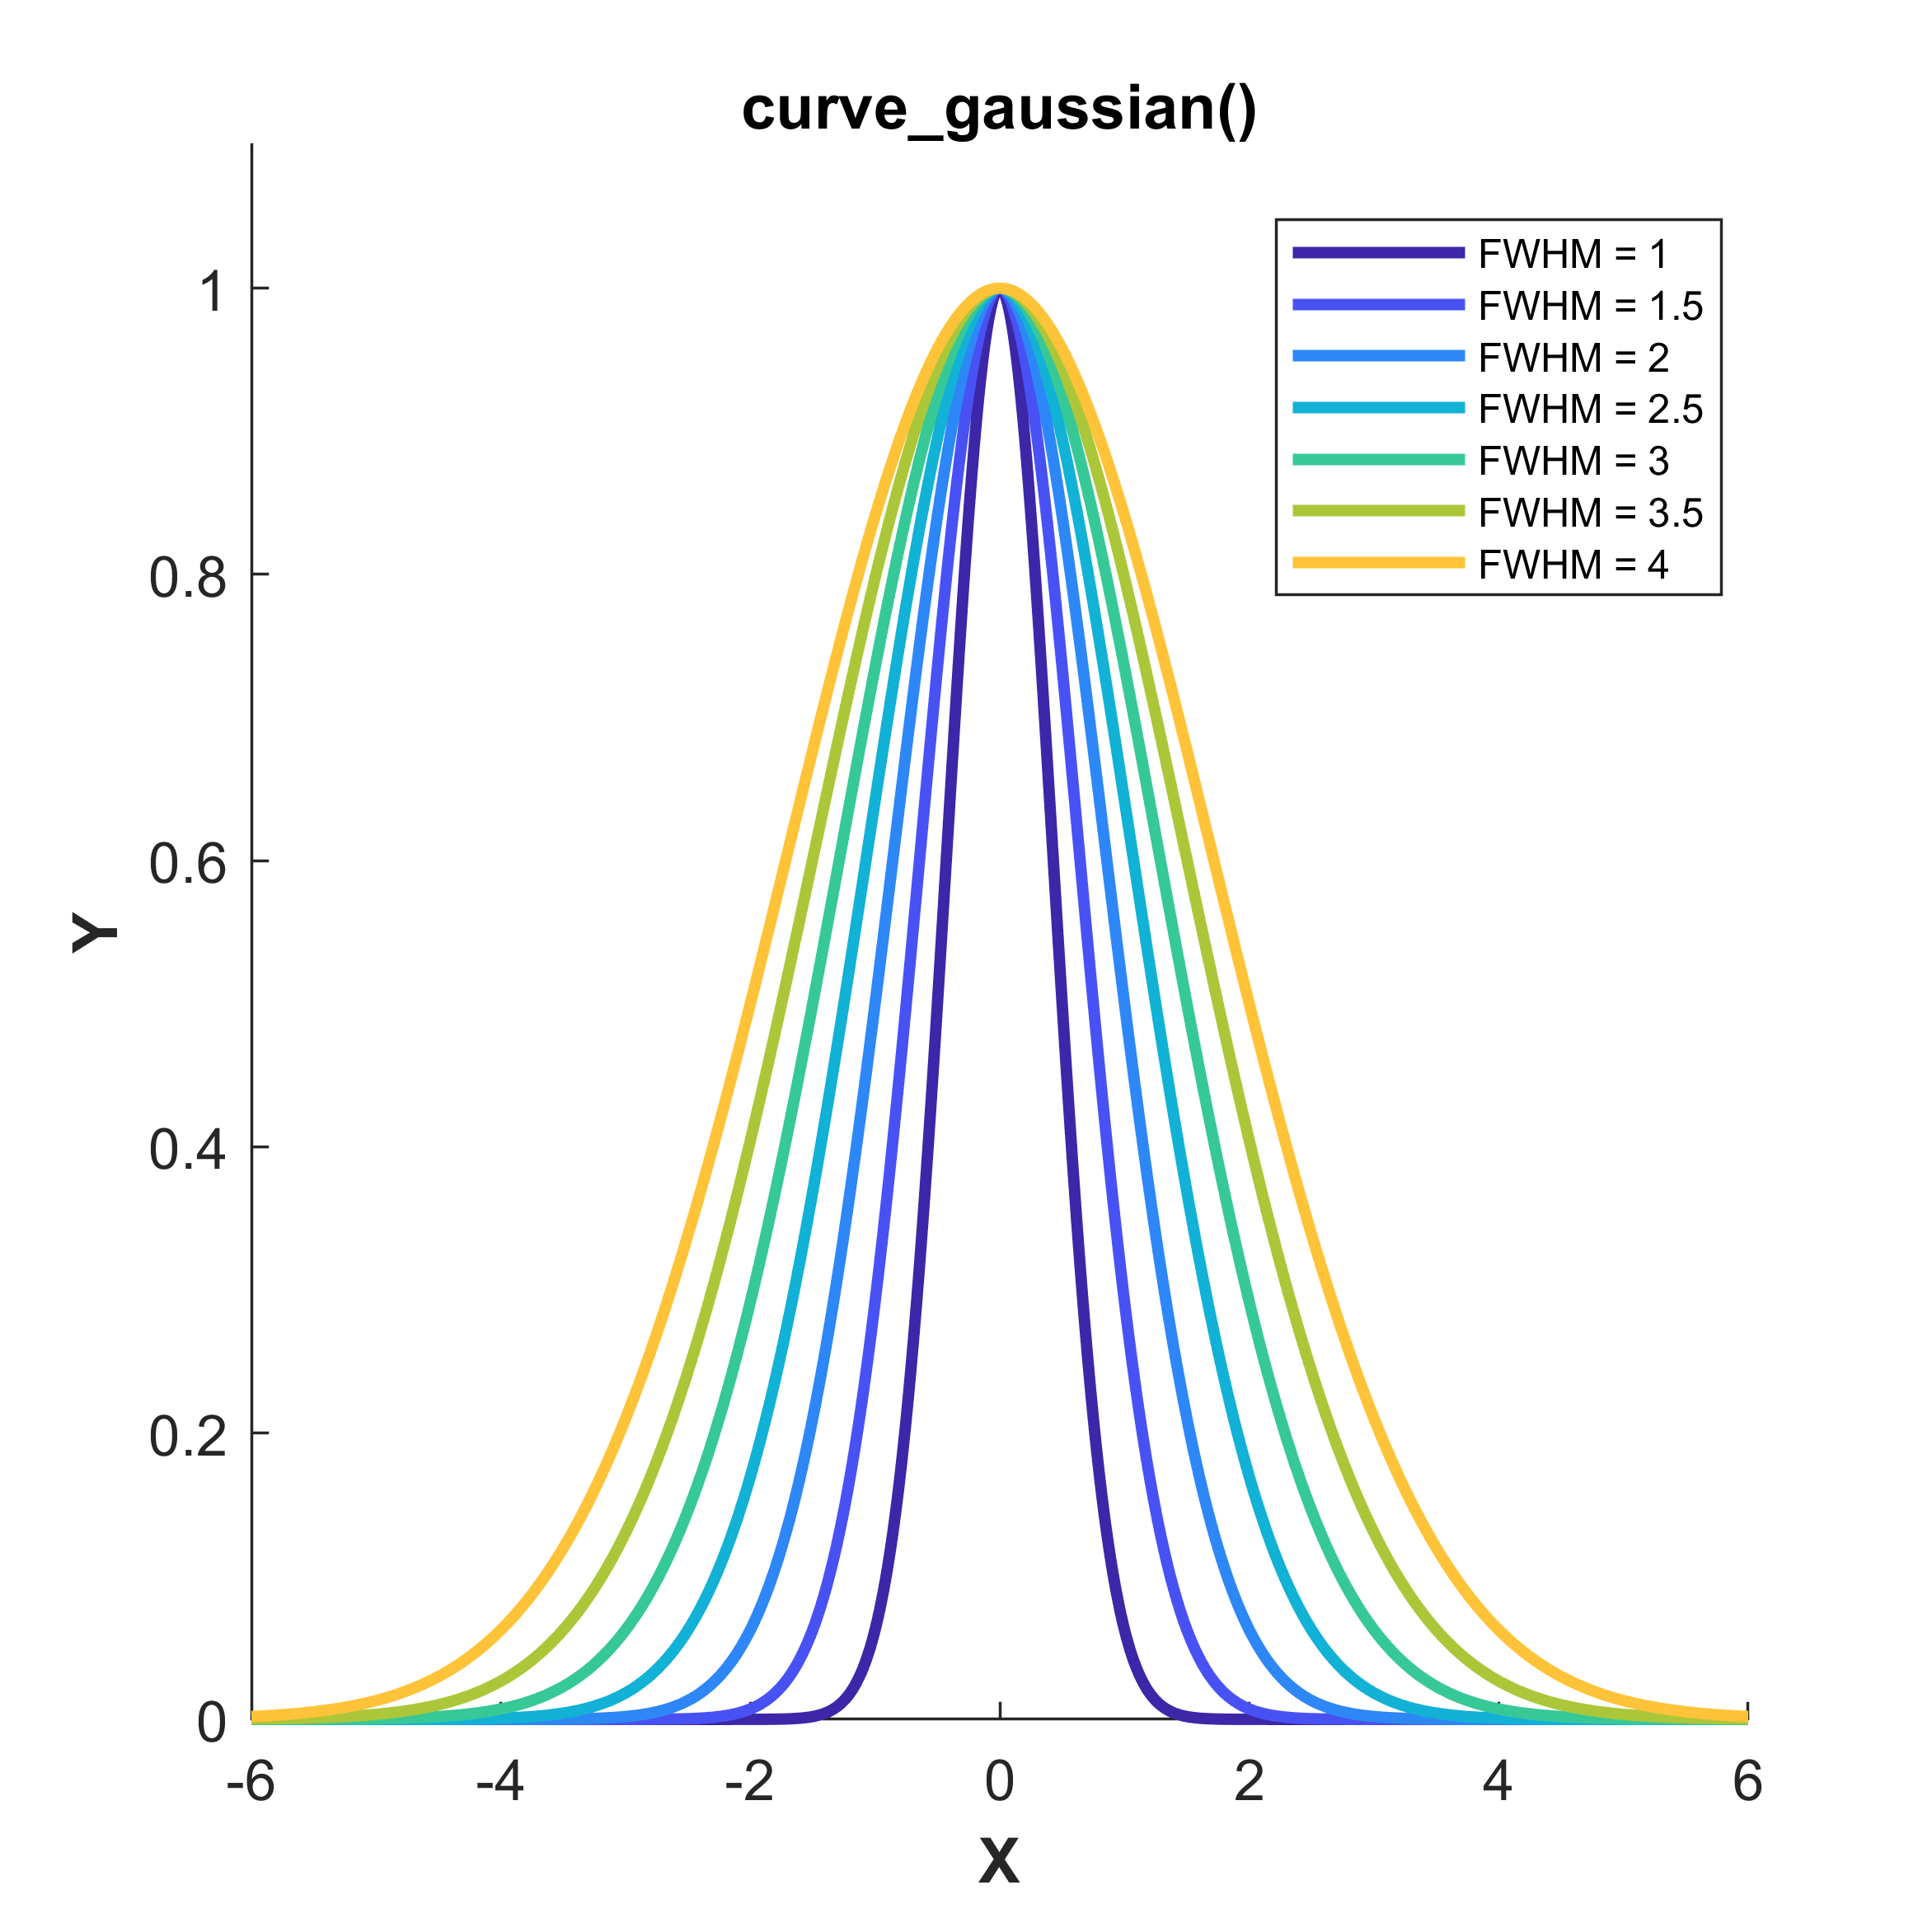 curve_gaussian()
FWHM = 1
FWHM = 1.5
FWHM = 2
FWHM = 2.5
FWHM = 3
FWHM = 3.5
FWHM = 4
1
0.8
0.6
0.4
0.2
0
Y
-6 -4 -2 0 2 4 6
X